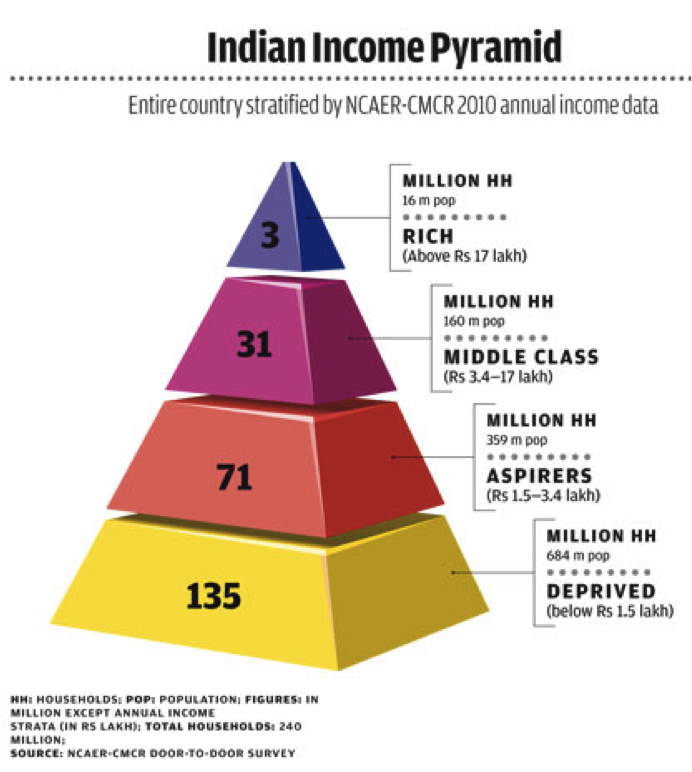 Indian Income Pyramid
Entire country stratified by NCAER-CMCR 2010 annual income data
3
MILLION HH
16 m pop
RICH
(Above Rs 17 lakh)
31
MILLION HH
160 m pop
MIDDLE CLASS
(Rs 3.4–17 lakh)
71
MILLION HH
359 m pop
ASPIRERS
(Rs 1.5–3.4 lakh)
135
MILLION HH
684 m pop
DEPRIVED
(below Rs 1.5 lakh)
HH: HOUSEHOLDS; POP: POPULATION; FIGURES: IN
MILLION EXCEPT ANNUAL INCOME
STRATA (IN RS LAKH); TOTAL HOUSEHOLDS: 240
MILLION;
SOURCE: NCAER-CMCR DOOR-TO-DOOR SURVEY